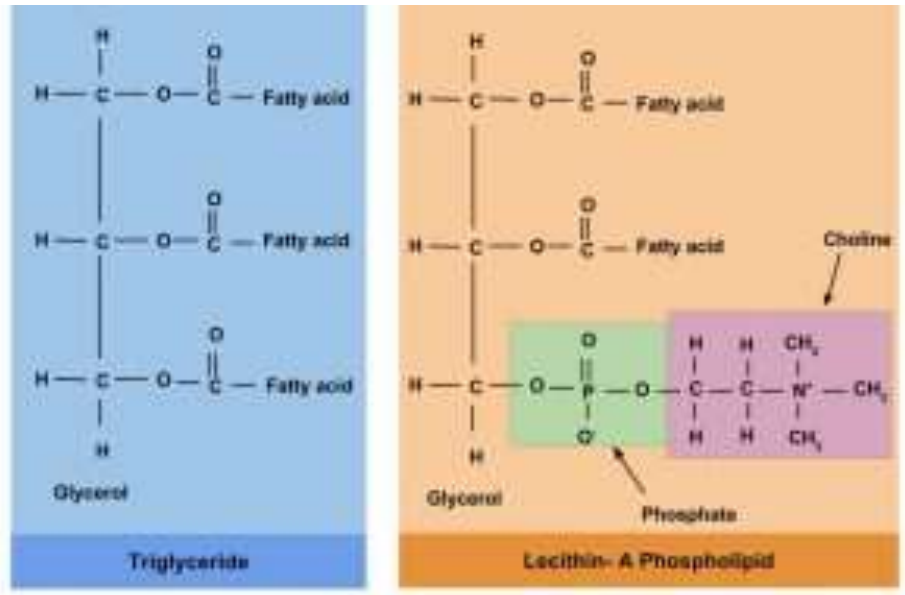 H
O
H C O C Fatty acid
O
H C O C Fatty acid
O
H C O C Fatty acid
H
Glycerol
Triglyceride
H
O
H C O C Fatty acid
O
H C O C Fatty acid
Choline
O H H CH₃
H C O P O C C N⁺ CH₃
O⁻ H H CH₃
H
Glycerol
Phosphate
Lecithin- A Phospholipid